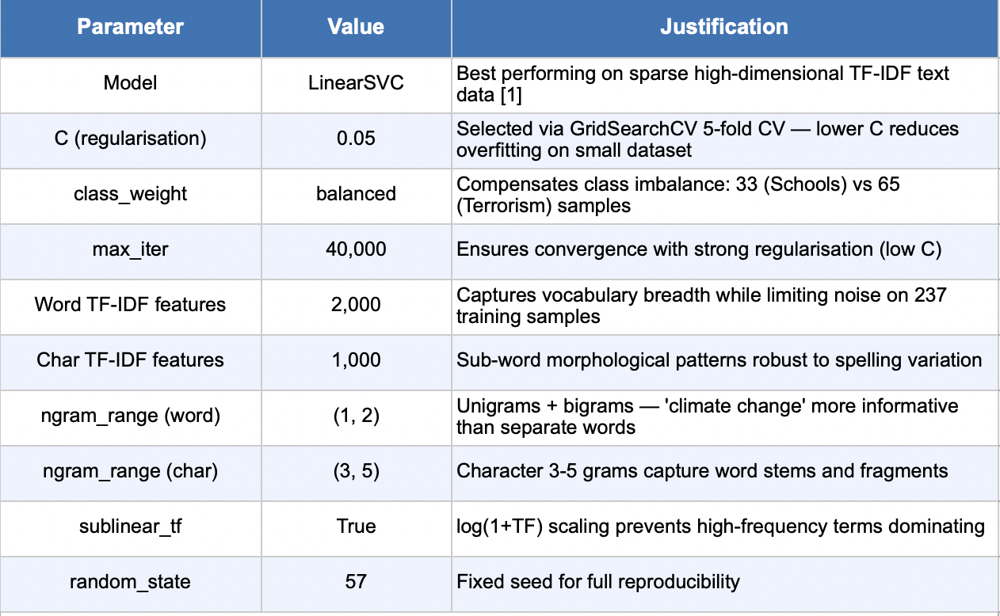 Parameter Value Justification
Model LinearSVC Best performing on sparse high-dimensional TF-IDF text
data [1]
C (regularisation) 0.05 Selected via GridSearchCV 5-fold CV — lower C reduces
overfitting on small dataset
class_weight balanced Compensates class imbalance: 33 (Schools) vs 65
(Terrorism) samples
max_iter 40,000 Ensures convergence with strong regularisation (low C)
Word TF-IDF features 2,000 Captures vocabulary breadth while limiting noise on 237
training samples
Char TF-IDF features 1,000 Sub-word morphological patterns robust to spelling variation
ngram_range (word) (1, 2) Unigrams + bigrams — 'climate change' more informative
than separate words
ngram_range (char) (3, 5) Character 3-5 grams capture word stems and fragments
sublinear_tf True log(1+TF) scaling prevents high-frequency terms dominating
random_state 57 Fixed seed for full reproducibility